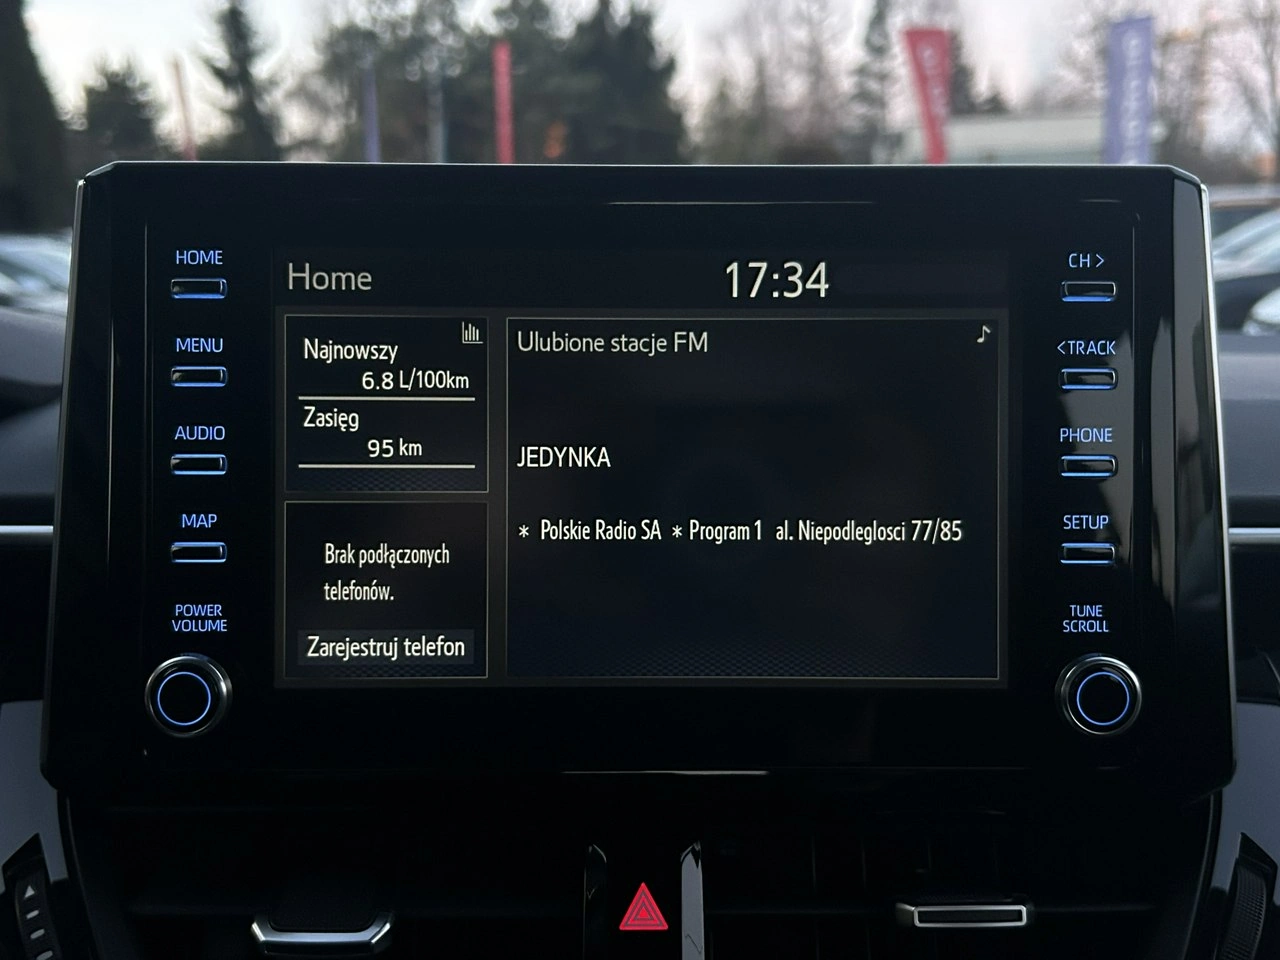 HOME
MENU
AUDIO
MAP
POWER
VOLUME
Home
17:34
Najnowszy
6.8 L/100km
Zasięg
95 km
Brak podłączonych
telefonów.
Zarejestruj telefon
Ulubione stacje FM
JEDYNKA
* Polskie Radio SA * Program 1 al. Niepodleglosci 77/85
CH >
<TRACK
PHONE
SETUP
TUNE
SCROLL